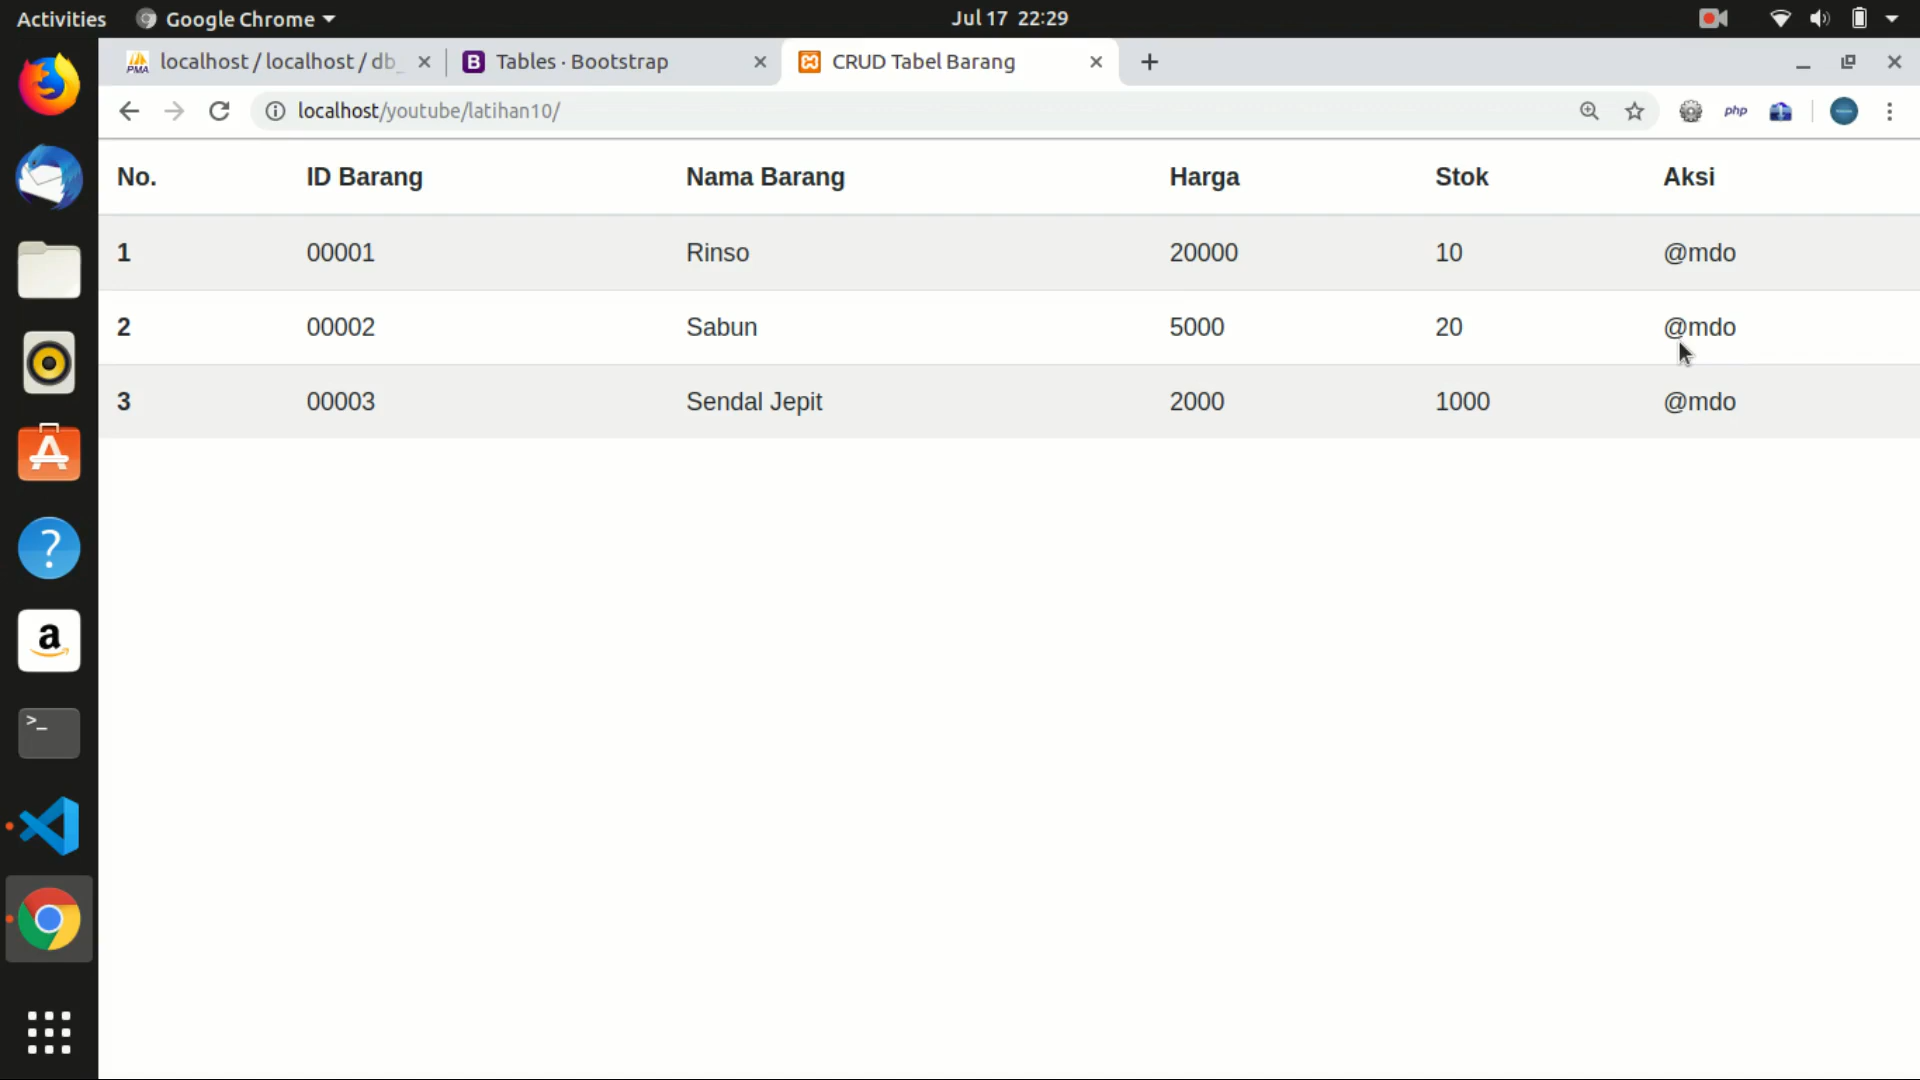 Activities Google Chrome Jul 17 22:29
PMA localhost / localhost / db_ B Tables · Bootstrap CRUD Tabel Barang
localhost/youtube/latihan10/ php
No. ID Barang Nama Barang Harga Stok Aksi
1 00001 Rinso 20000 10 @mdo
2 00002 Sabun 5000 20 @mdo
3 00003 Sendal Jepit 2000 1000 @mdo